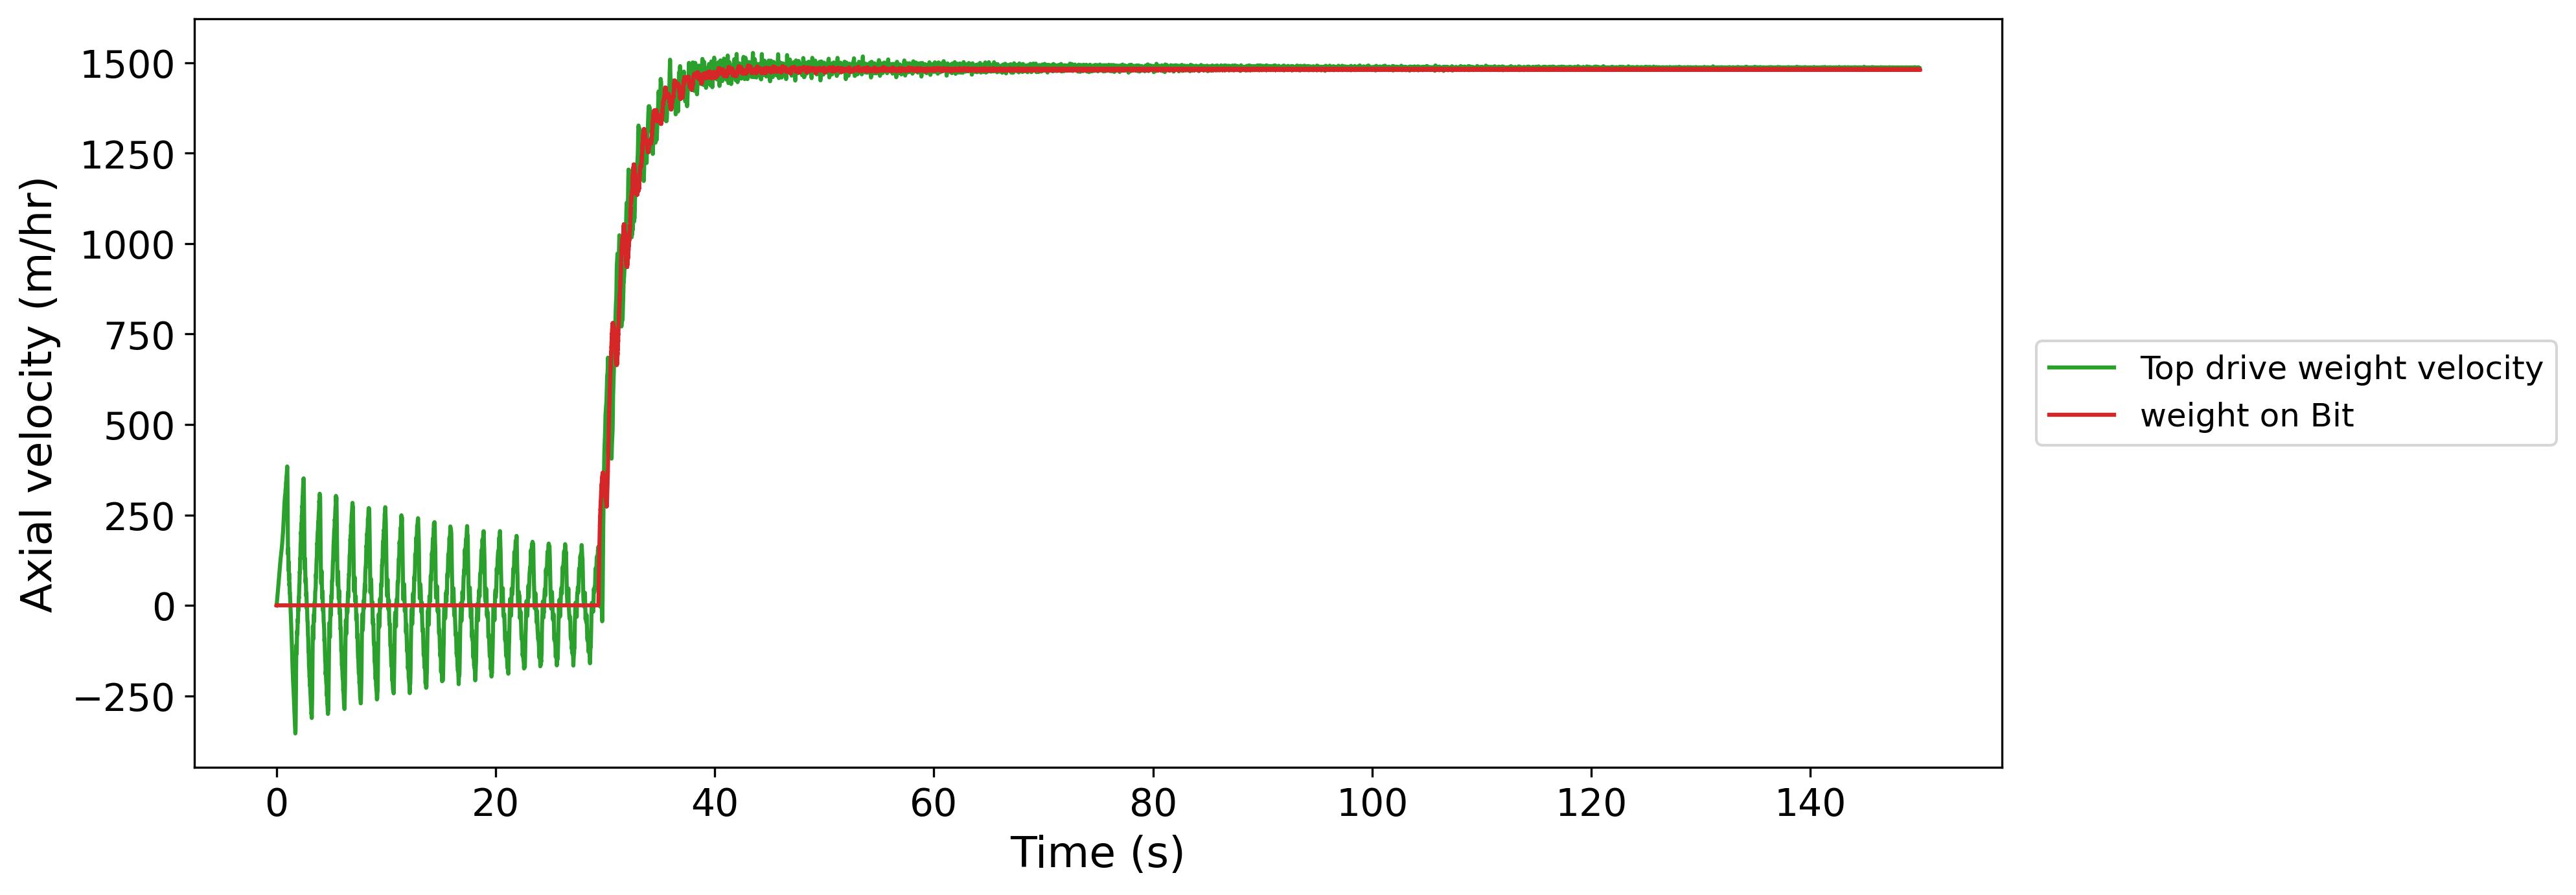 Axial velocity (m/hr)
1500
1250
1000
750
500
250
0
−250
0 20 40 60 80 100 120 140
Time (s)
Top drive weight velocity
weight on Bit